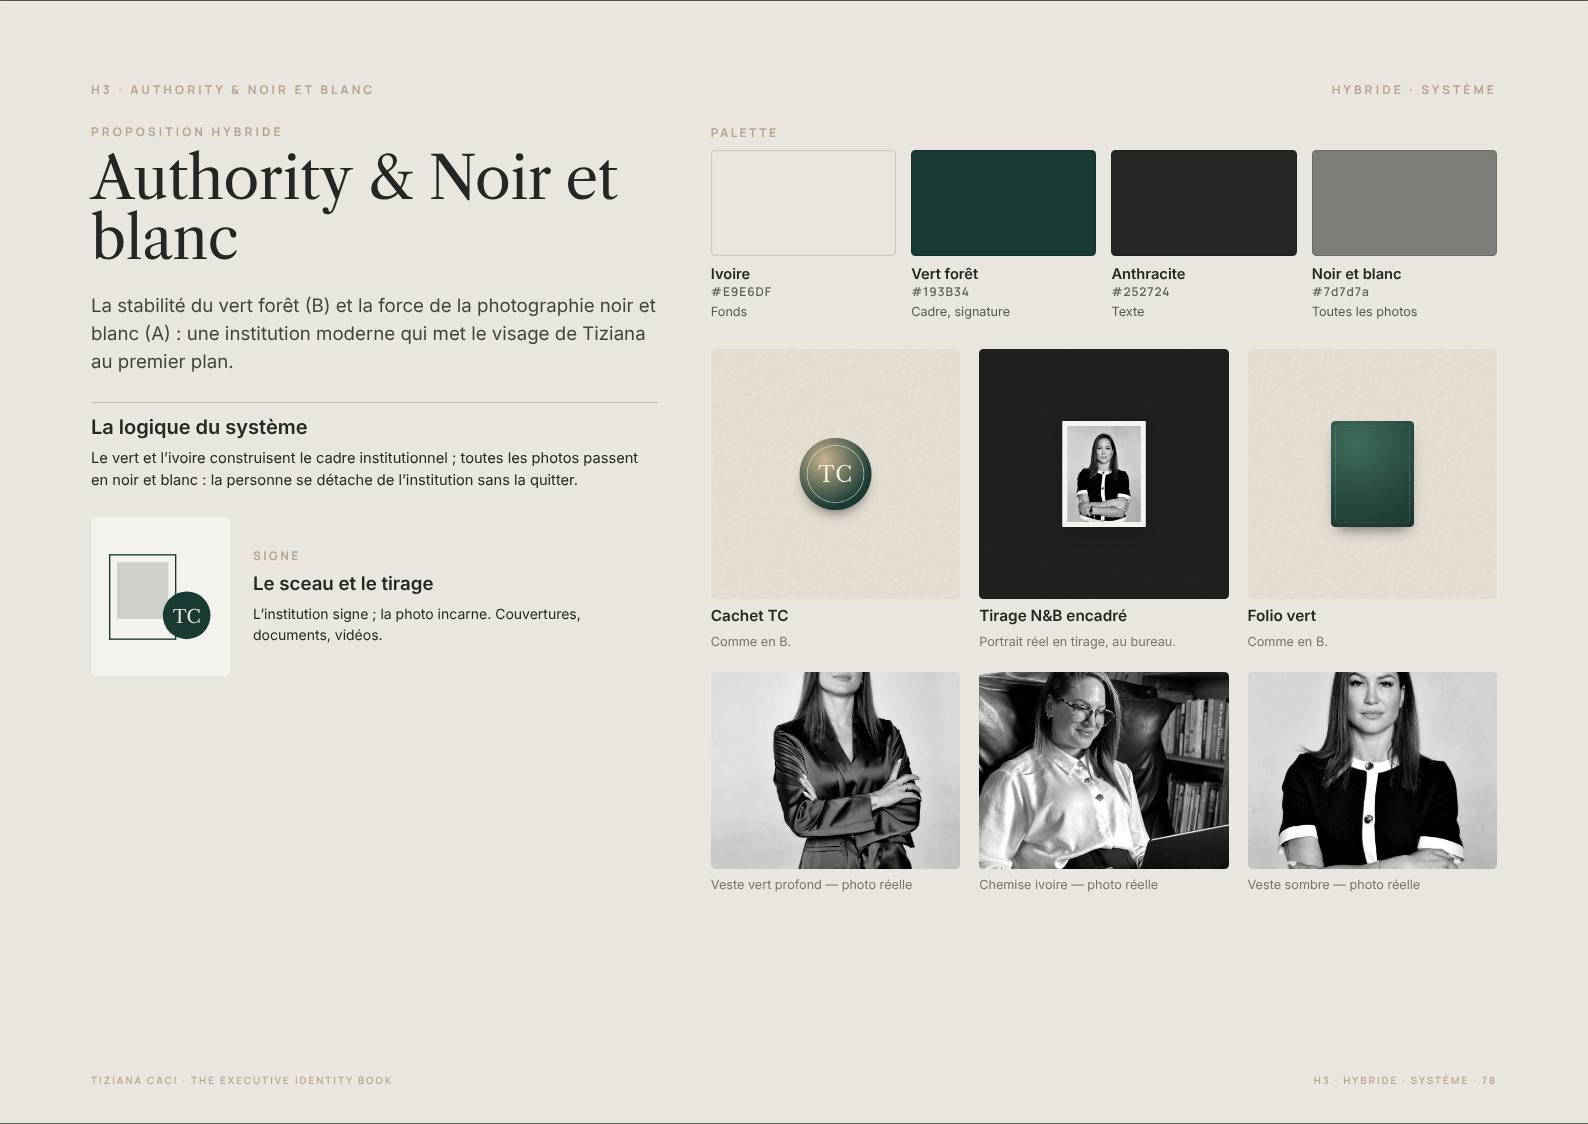 H3 · AUTHORITY & NOIR ET BLANC
HYBRIDE · SYSTÈME
PROPOSITION HYBRIDE
Authority & Noir et
blanc
La stabilité du vert forêt (B) et la force de la photographie noir et
blanc (A) : une institution moderne qui met le visage de Tiziana
au premier plan.
La logique du système
Le vert et l’ivoire construisent le cadre institutionnel ; toutes les photos passent
en noir et blanc : la personne se détache de l’institution sans la quitter.
TC
SIGNE
Le sceau et le tirage
L’institution signe ; la photo incarne. Couvertures,
documents, vidéos.
PALETTE
Ivoire
#E9E6DF
Fonds
Vert forêt
#193B34
Cadre, signature
Anthracite
#252724
Texte
Noir et blanc
#7d7d7a
Toutes les photos
TC
Cachet TC
Comme en B.
Tirage N&B encadré
Portrait réel en tirage, au bureau.
Folio vert
Comme en B.
Veste vert profond — photo réelle
Chemise ivoire — photo réelle
Veste sombre — photo réelle
TIZIANA CACI · THE EXECUTIVE IDENTITY BOOK
H3 · HYBRIDE · SYSTÈME · 78